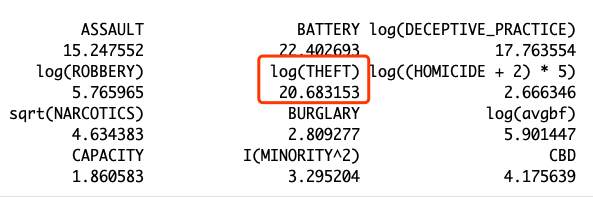 ASSAULT BATTERY log(DECEPTIVE_PRACTICE)
15.247552 22.402693 17.763554
log(ROBBERY) log(THEFT) log((HOMICIDE + 2) * 5)
5.765965 20.683153 2.666346
sqrt(NARCOTICS) BURGLARY log(avgbf)
4.634383 2.809277 5.901447
CAPACITY I(MINORITY^2) CBD
1.860583 3.295204 4.175639